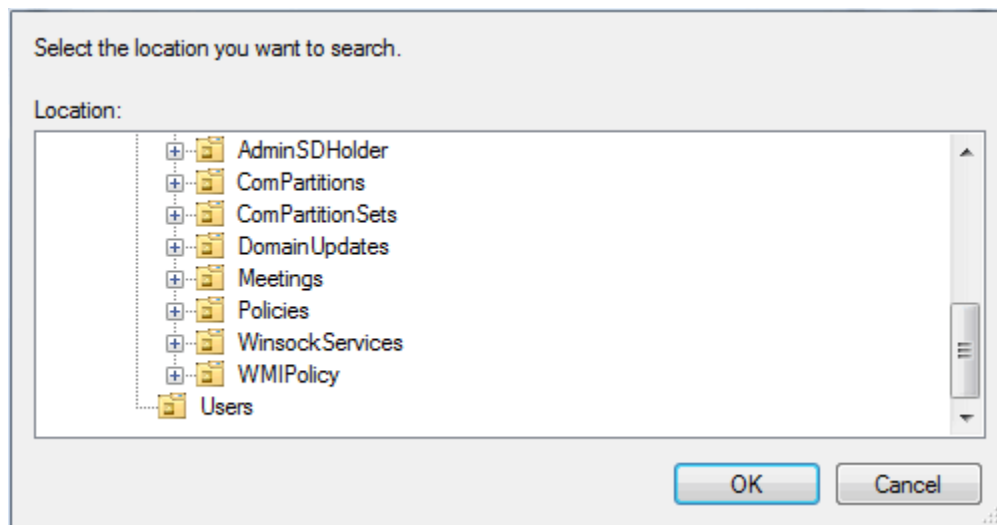 Select the location you want to search.
Location:
AdminSDHolder
ComPartitions
ComPartitionSets
DomainUpdates
Meetings
Policies
WinsockServices
WMIPolicy
Users
OK
Cancel